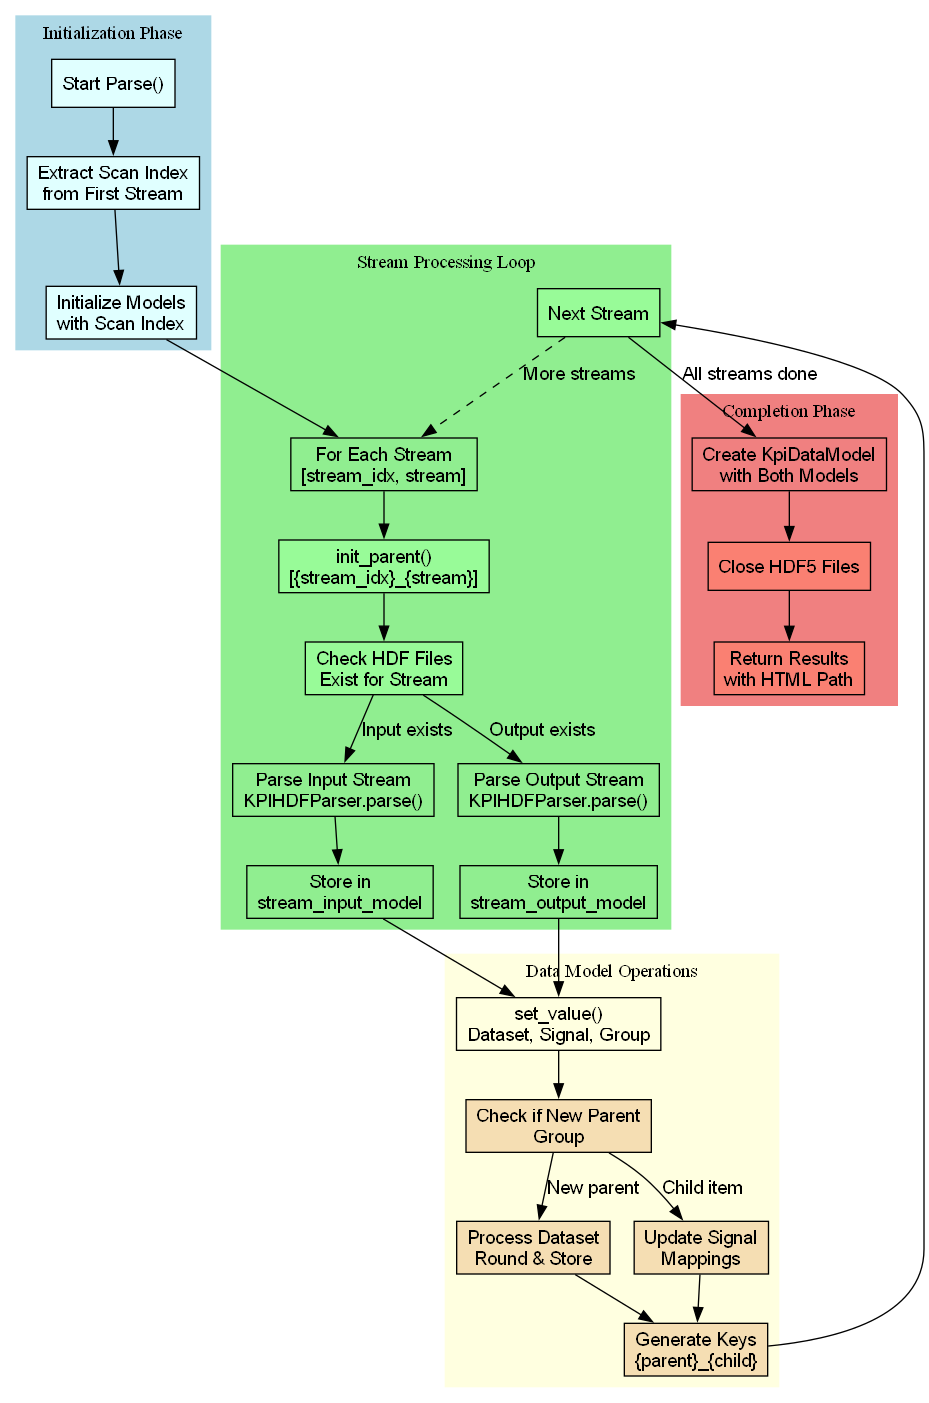 Initialization Phase
Start Parse()
Extract Scan Index
from First Stream
Initialize Models
with Scan Index
Stream Processing Loop
Next Stream
More streams
All streams done
For Each Stream
[stream_idx, stream]
init_parent()
[{stream_idx}_{stream}]
Check HDF Files
Exist for Stream
Input exists
Output exists
Parse Input Stream
KPIHDFParser.parse()
Parse Output Stream
KPIHDFParser.parse()
Store in
stream_input_model
Store in
stream_output_model
Completion Phase
Create KpiDataModel
with Both Models
Close HDF5 Files
Return Results
with HTML Path
Data Model Operations
set_value()
Dataset, Signal, Group
Check if New Parent
Group
New parent
Child item
Process Dataset
Round & Store
Update Signal
Mappings
Generate Keys
{parent}_{child}